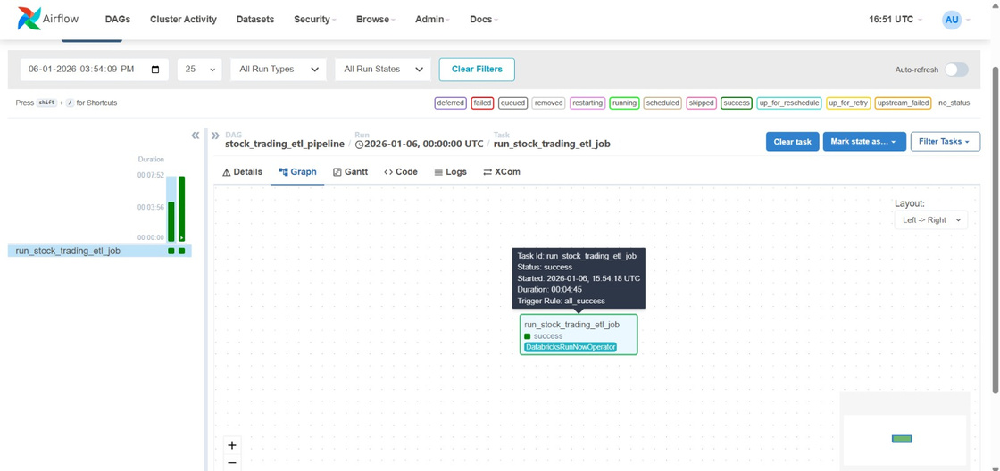 Airflow DAGs Cluster Activity Datasets Security Browse Admin Docs 16:51 UTC AU
06-01-2026 03:54:09 PM 25 All Run Types All Run States Clear Filters Auto-refresh
Press shift + / for Shortcuts deferred failed queued removed restarting running scheduled skipped success up_for_reschedule up_for_retry upstream_failed no_status
DAG Run Task
stock_trading_etl_pipeline / 2026-01-06, 00:00:00 UTC / run_stock_trading_etl_job Clear task Mark state as... Filter Tasks
Duration
00:07:52
00:03:56
00:00:00
run_stock_trading_etl_job
Details Graph Gantt Code Logs XCom
Layout:
Left -> Right
Task Id: run_stock_trading_etl_job
Status: success
Started: 2026-01-06, 15:54:18 UTC
Duration: 00:04:45
Trigger Rule: all_success
run_stock_trading_etl_job
success
DatabricksRunNowOperator
+
−